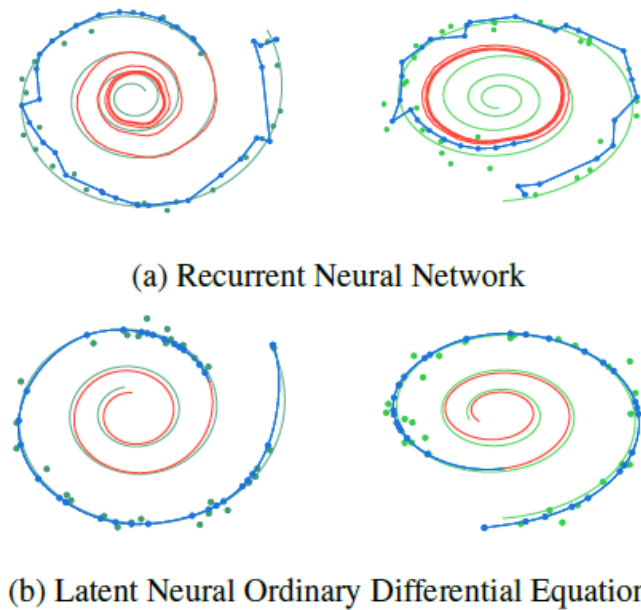 (a) Recurrent Neural Network
(b) Latent Neural Ordinary Differential Equation